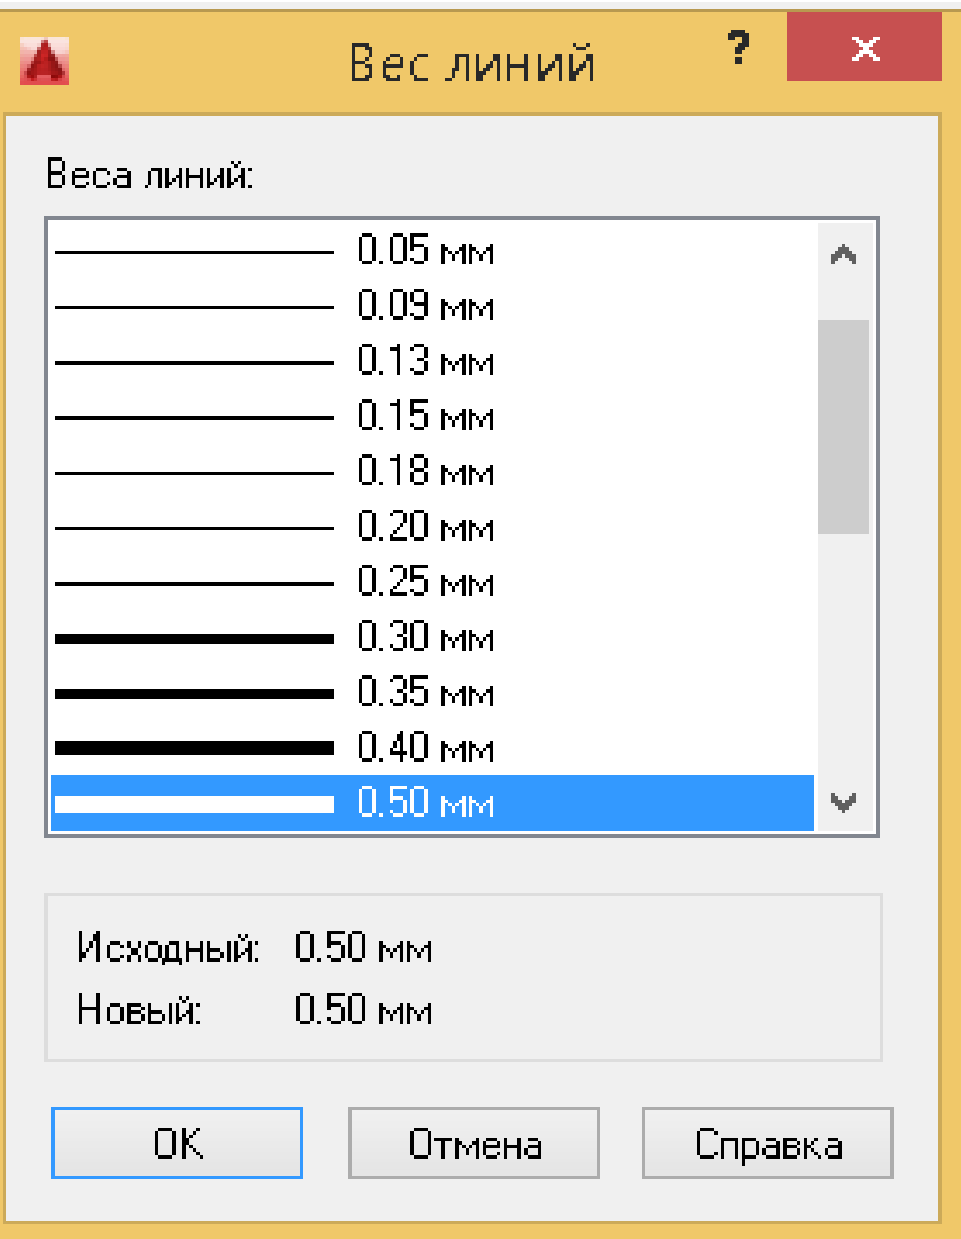 Вес линий
?
x
Веса линий:
0.05 мм
0.09 мм
0.13 мм
0.15 мм
0.18 мм
0.20 мм
0.25 мм
0.30 мм
0.35 мм
0.40 мм
0.50 мм
Исходный: 0.50 мм
Новый: 0.50 мм
OK Отмена Справка